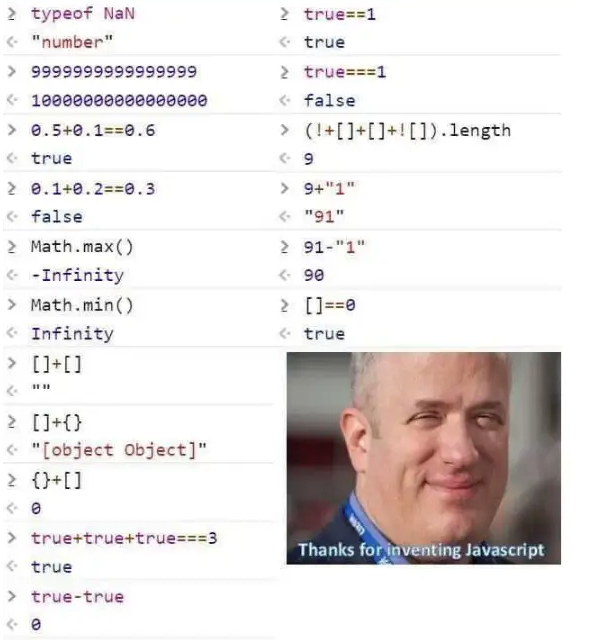 typeof NaN
"number"
9999999999999999
10000000000000000
0.5+0.1==0.6
true
0.1+0.2==0.3
false
Math.max()
-Infinity
Math.min()
Infinity
[]+[]
""
[]+{}
"[object Object]"
{}+[]
0
true+true+true===3
true
true-true
0
true==1
true
true===1
false
(!+[]+[]+![]).length
9
9+"1"
"91"
91-"1"
90
[]==0
true
Thanks for inventing Javascript